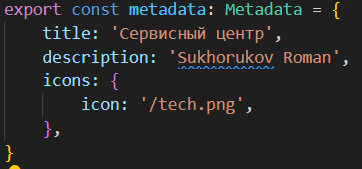 export const metadata: Metadata = {
title: 'Сервисный центр',
description: 'Sukhorukov Roman',
icons: {
icon: '/tech.png',
},
}